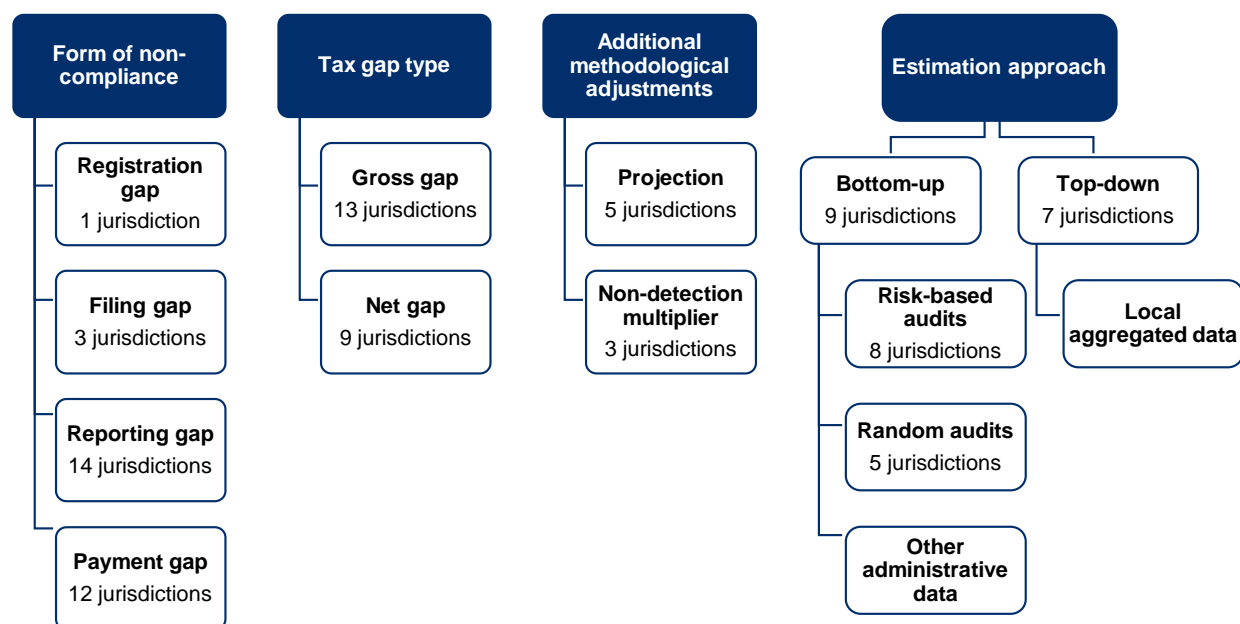 Form of non-
compliance
Registration
gap
1 jurisdiction
Filing gap
3 jurisdictions
Reporting gap
14 jurisdictions
Payment gap
12 jurisdictions
Tax gap type
Gross gap
13 jurisdictions
Net gap
9 jurisdictions
Additional
methodological
adjustments
Projection
5 jurisdictions
Non-detection
multiplier
3 jurisdictions
Estimation approach
Bottom-up
9 jurisdictions
Risk-based
audits
8 jurisdictions
Random audits
5 jurisdictions
Other
administrative
data
Top-down
7 jurisdictions
Local
aggregated data